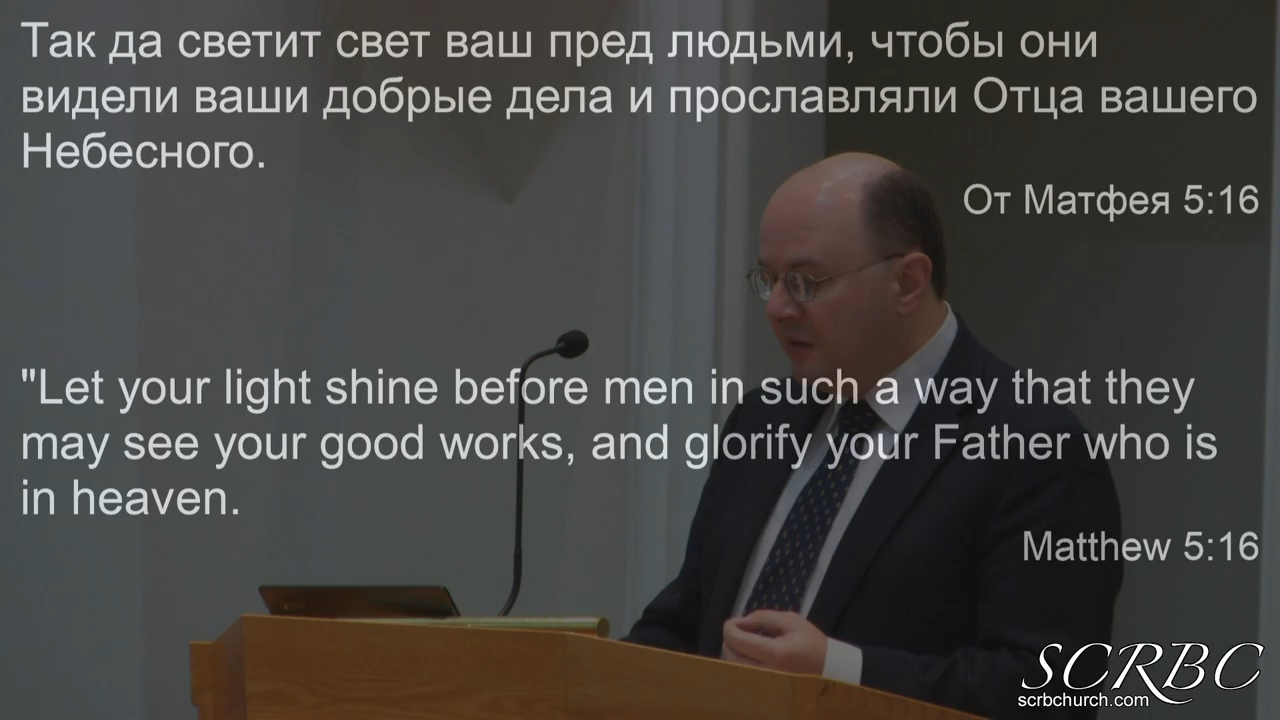 Так да светит свет ваш пред людьми, чтобы они
видели ваши добрые дела и прославляли Отца вашего
Небесного.
От Матфея 5:16
"Let your light shine before men in such a way that they
may see your good works, and glorify your Father who is
in heaven.
Matthew 5:16
SCRBC
scrbchurch.com